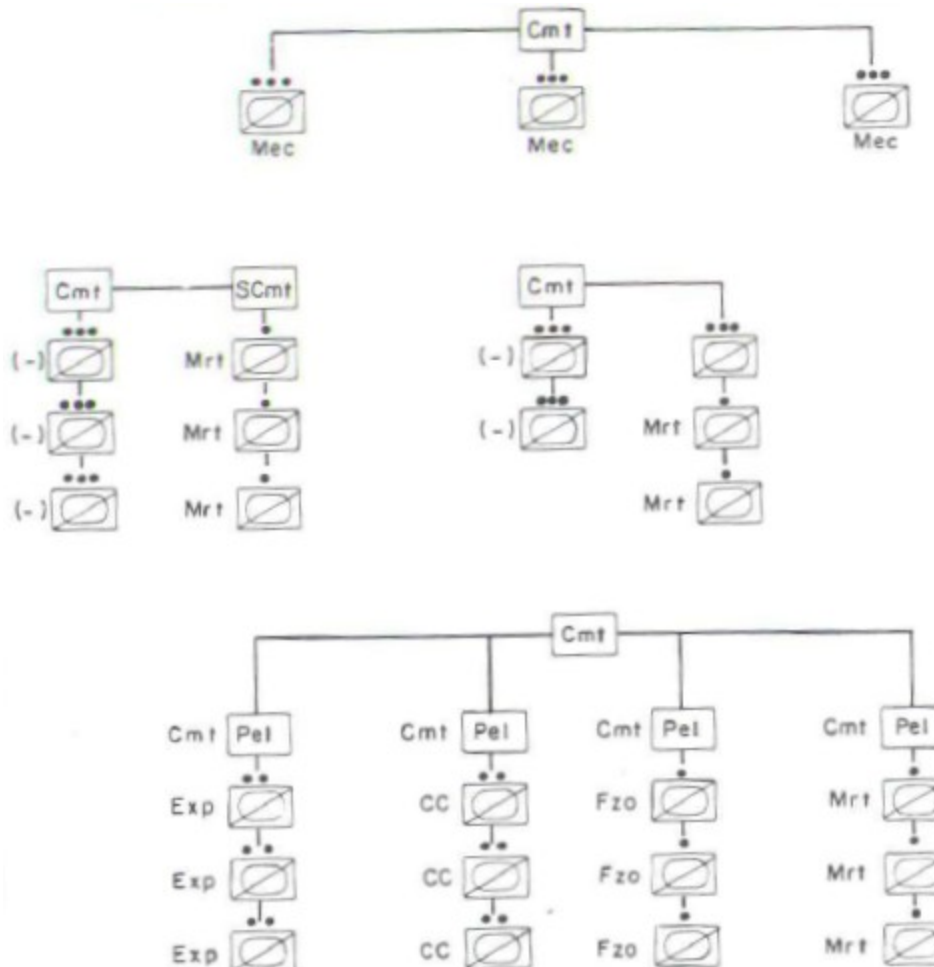 Cmt
Mec Mec Mec
Cmt SCmt Cmt
(-) Mrt (-)
(-) Mrt (-) Mrt
(-) Mrt Mrt
Cmt
Cmt Pel Cmt Pel Cmt Pel Cmt Pel
Exp CC Fzo Mrt
Exp CC Fzo Mrt
Exp CC Fzo Mrt